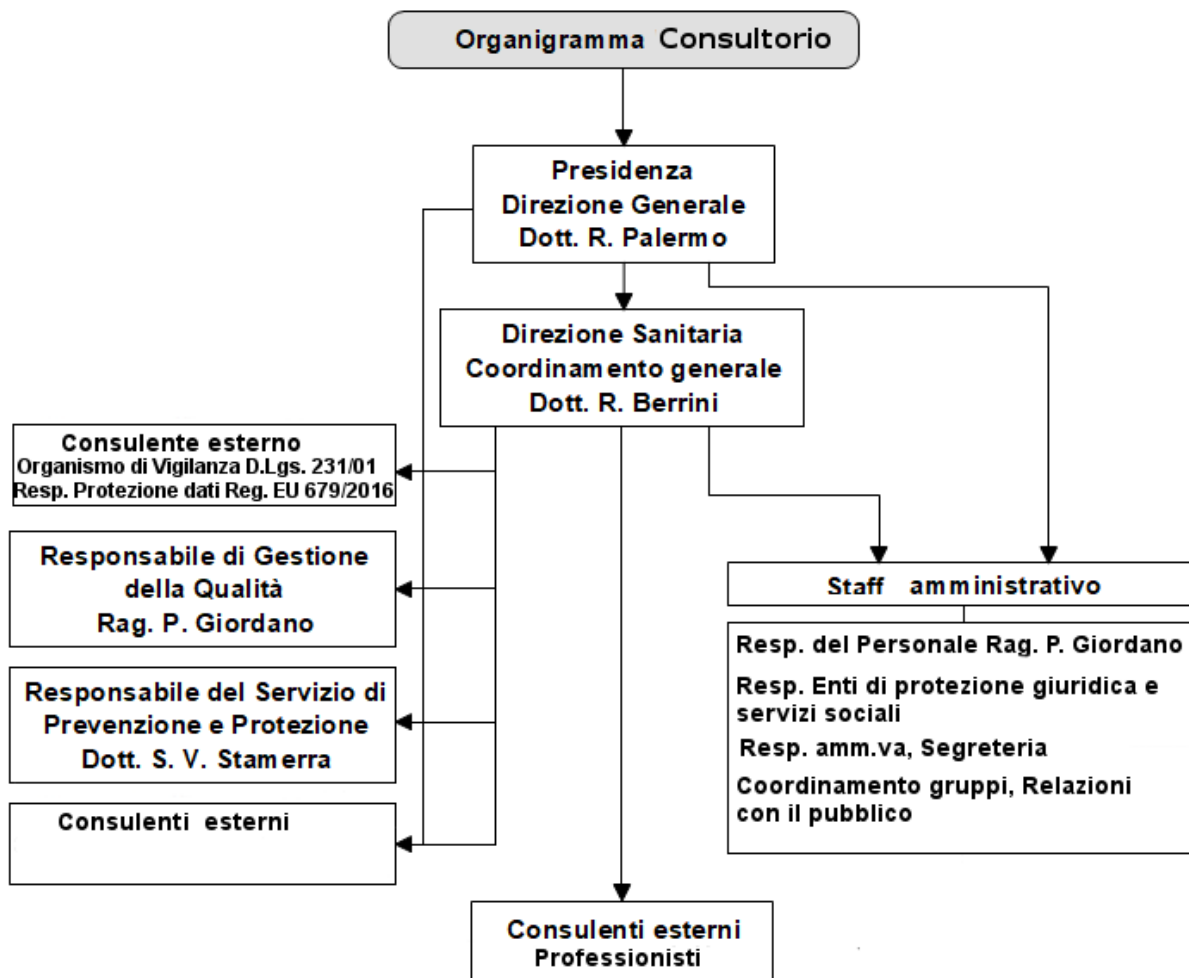 Organigramma Consultorio
Presidenza
Direzione Generale
Dott. R. Palermo
Direzione Sanitaria
Coordinamento generale
Dott. R. Berrini
Consulente esterno
Organismo di Vigilanza D.Lgs. 231/01
Resp. Protezione dati Reg. EU 679/2016
Responsabile di Gestione
della Qualità
Rag. P. Giordano
Responsabile del Servizio di
Prevenzione e Protezione
Dott. S. V. Stamerra
Consulenti esterni
Staff amministrativo
Resp. del Personale Rag. P. Giordano
Resp. Enti di protezione giuridica e
servizi sociali
Resp. amm.va, Segreteria
Coordinamento gruppi, Relazioni
con il pubblico
Consulenti esterni
Professionisti